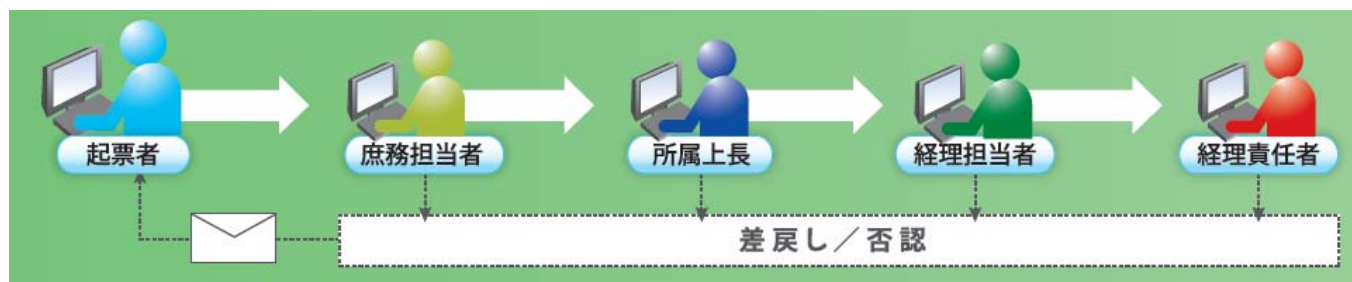 起票者
庶務担当者
所属上長
経理担当者
経理責任者
差戻し／否認